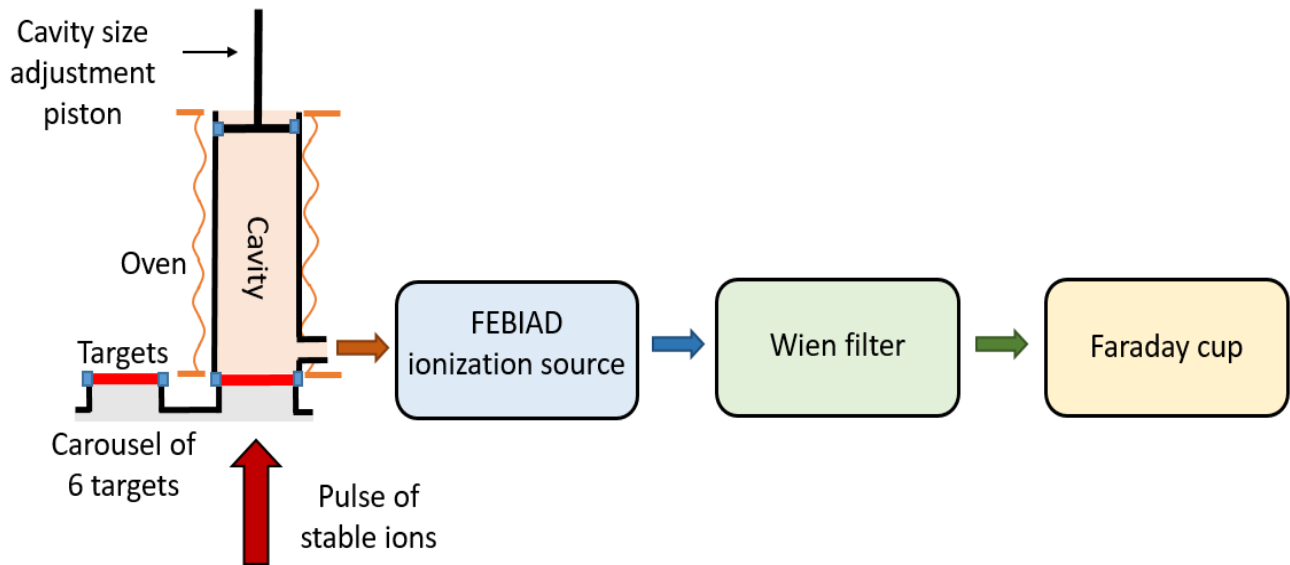 Cavity size
adjustment
piston
Cavity
Oven
Targets
Carousel of
6 targets
Pulse of
stable ions
FEBIAD
ionization source
Wien filter
Faraday cup